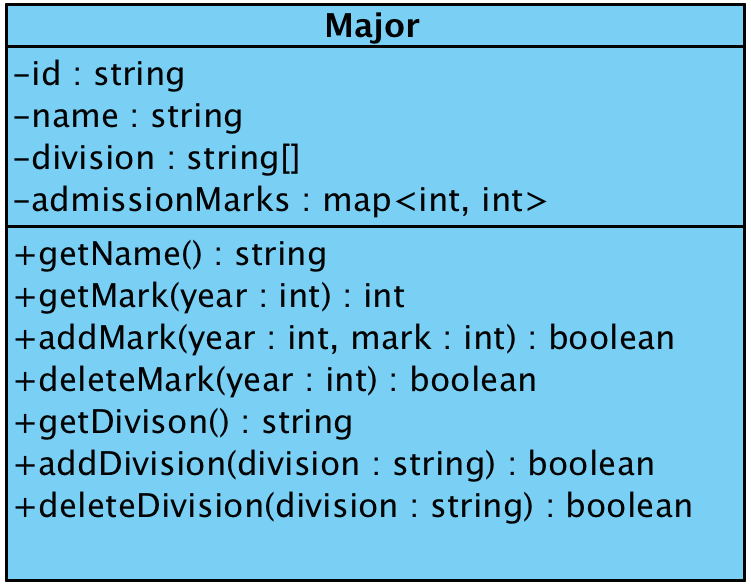 Major
-id : string
-name : string
-division : string[]
-admissionMarks : map<int, int>
+getName() : string
+getMark(year : int) : int
+addMark(year : int, mark : int) : boolean
+deleteMark(year : int) : boolean
+getDivison() : string
+addDivision(division : string) : boolean
+deleteDivision(division : string) : boolean